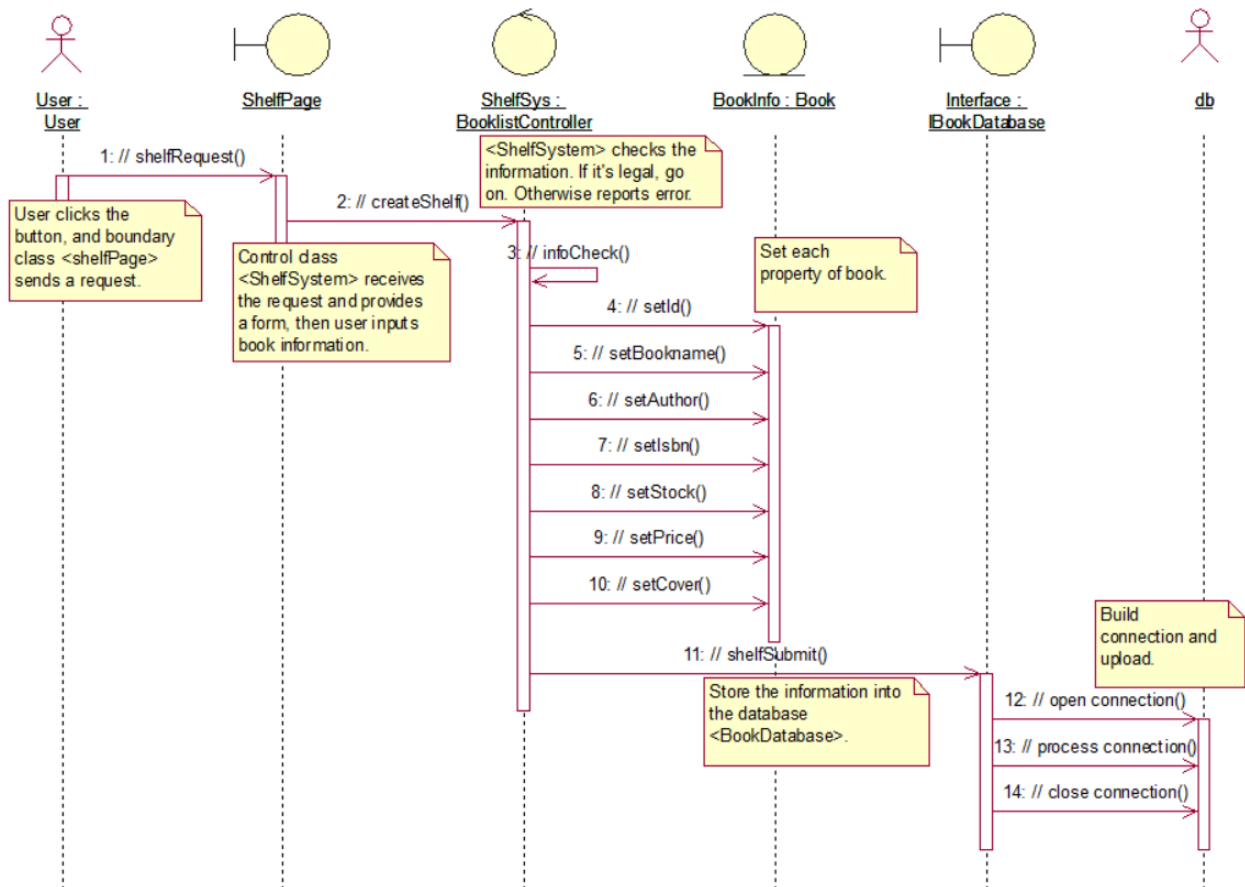 User :
User
ShelfPage
ShelfSys :
BooklistController
BookInfo : Book
Interface :
IBookDatabase
db
1: // shelfRequest()
User clicks the
button, and boundary
class <shelfPage>
sends a request.
2: // createShelf()
Control class
<ShelfSystem> receives
the request and provides
a form, then user inputs
book information.
<ShelfSystem> checks the
information. If it's legal, go
on. Otherwise reports error.
3: // infoCheck()
Set each
property of book.
4: // setId()
5: // setBookname()
6: // setAuthor()
7: // setIsbn()
8: // setStock()
9: // setPrice()
10: // setCover()
11: // shelfSubmit()
Store the information into
the database
<BookDatabase>.
Build
connection and
upload.
12: // open connection()
13: // process connection()
14: // close connection()